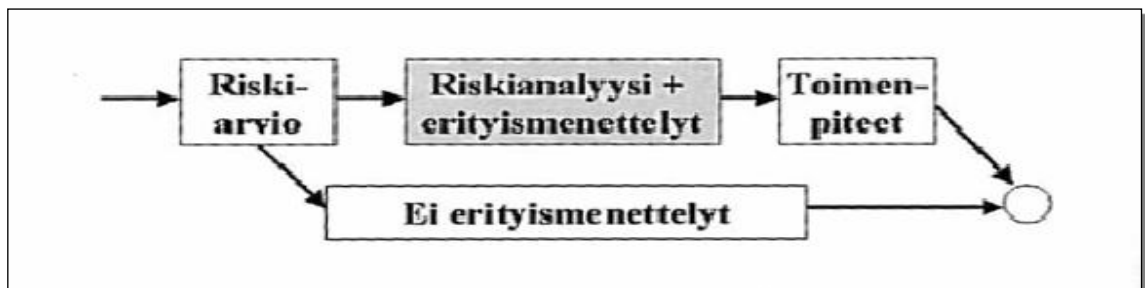 Riski-
arvio
Riskianalyysi +
erityismenettelyt
Toimen-
piteet
Ei erityismenettelyt